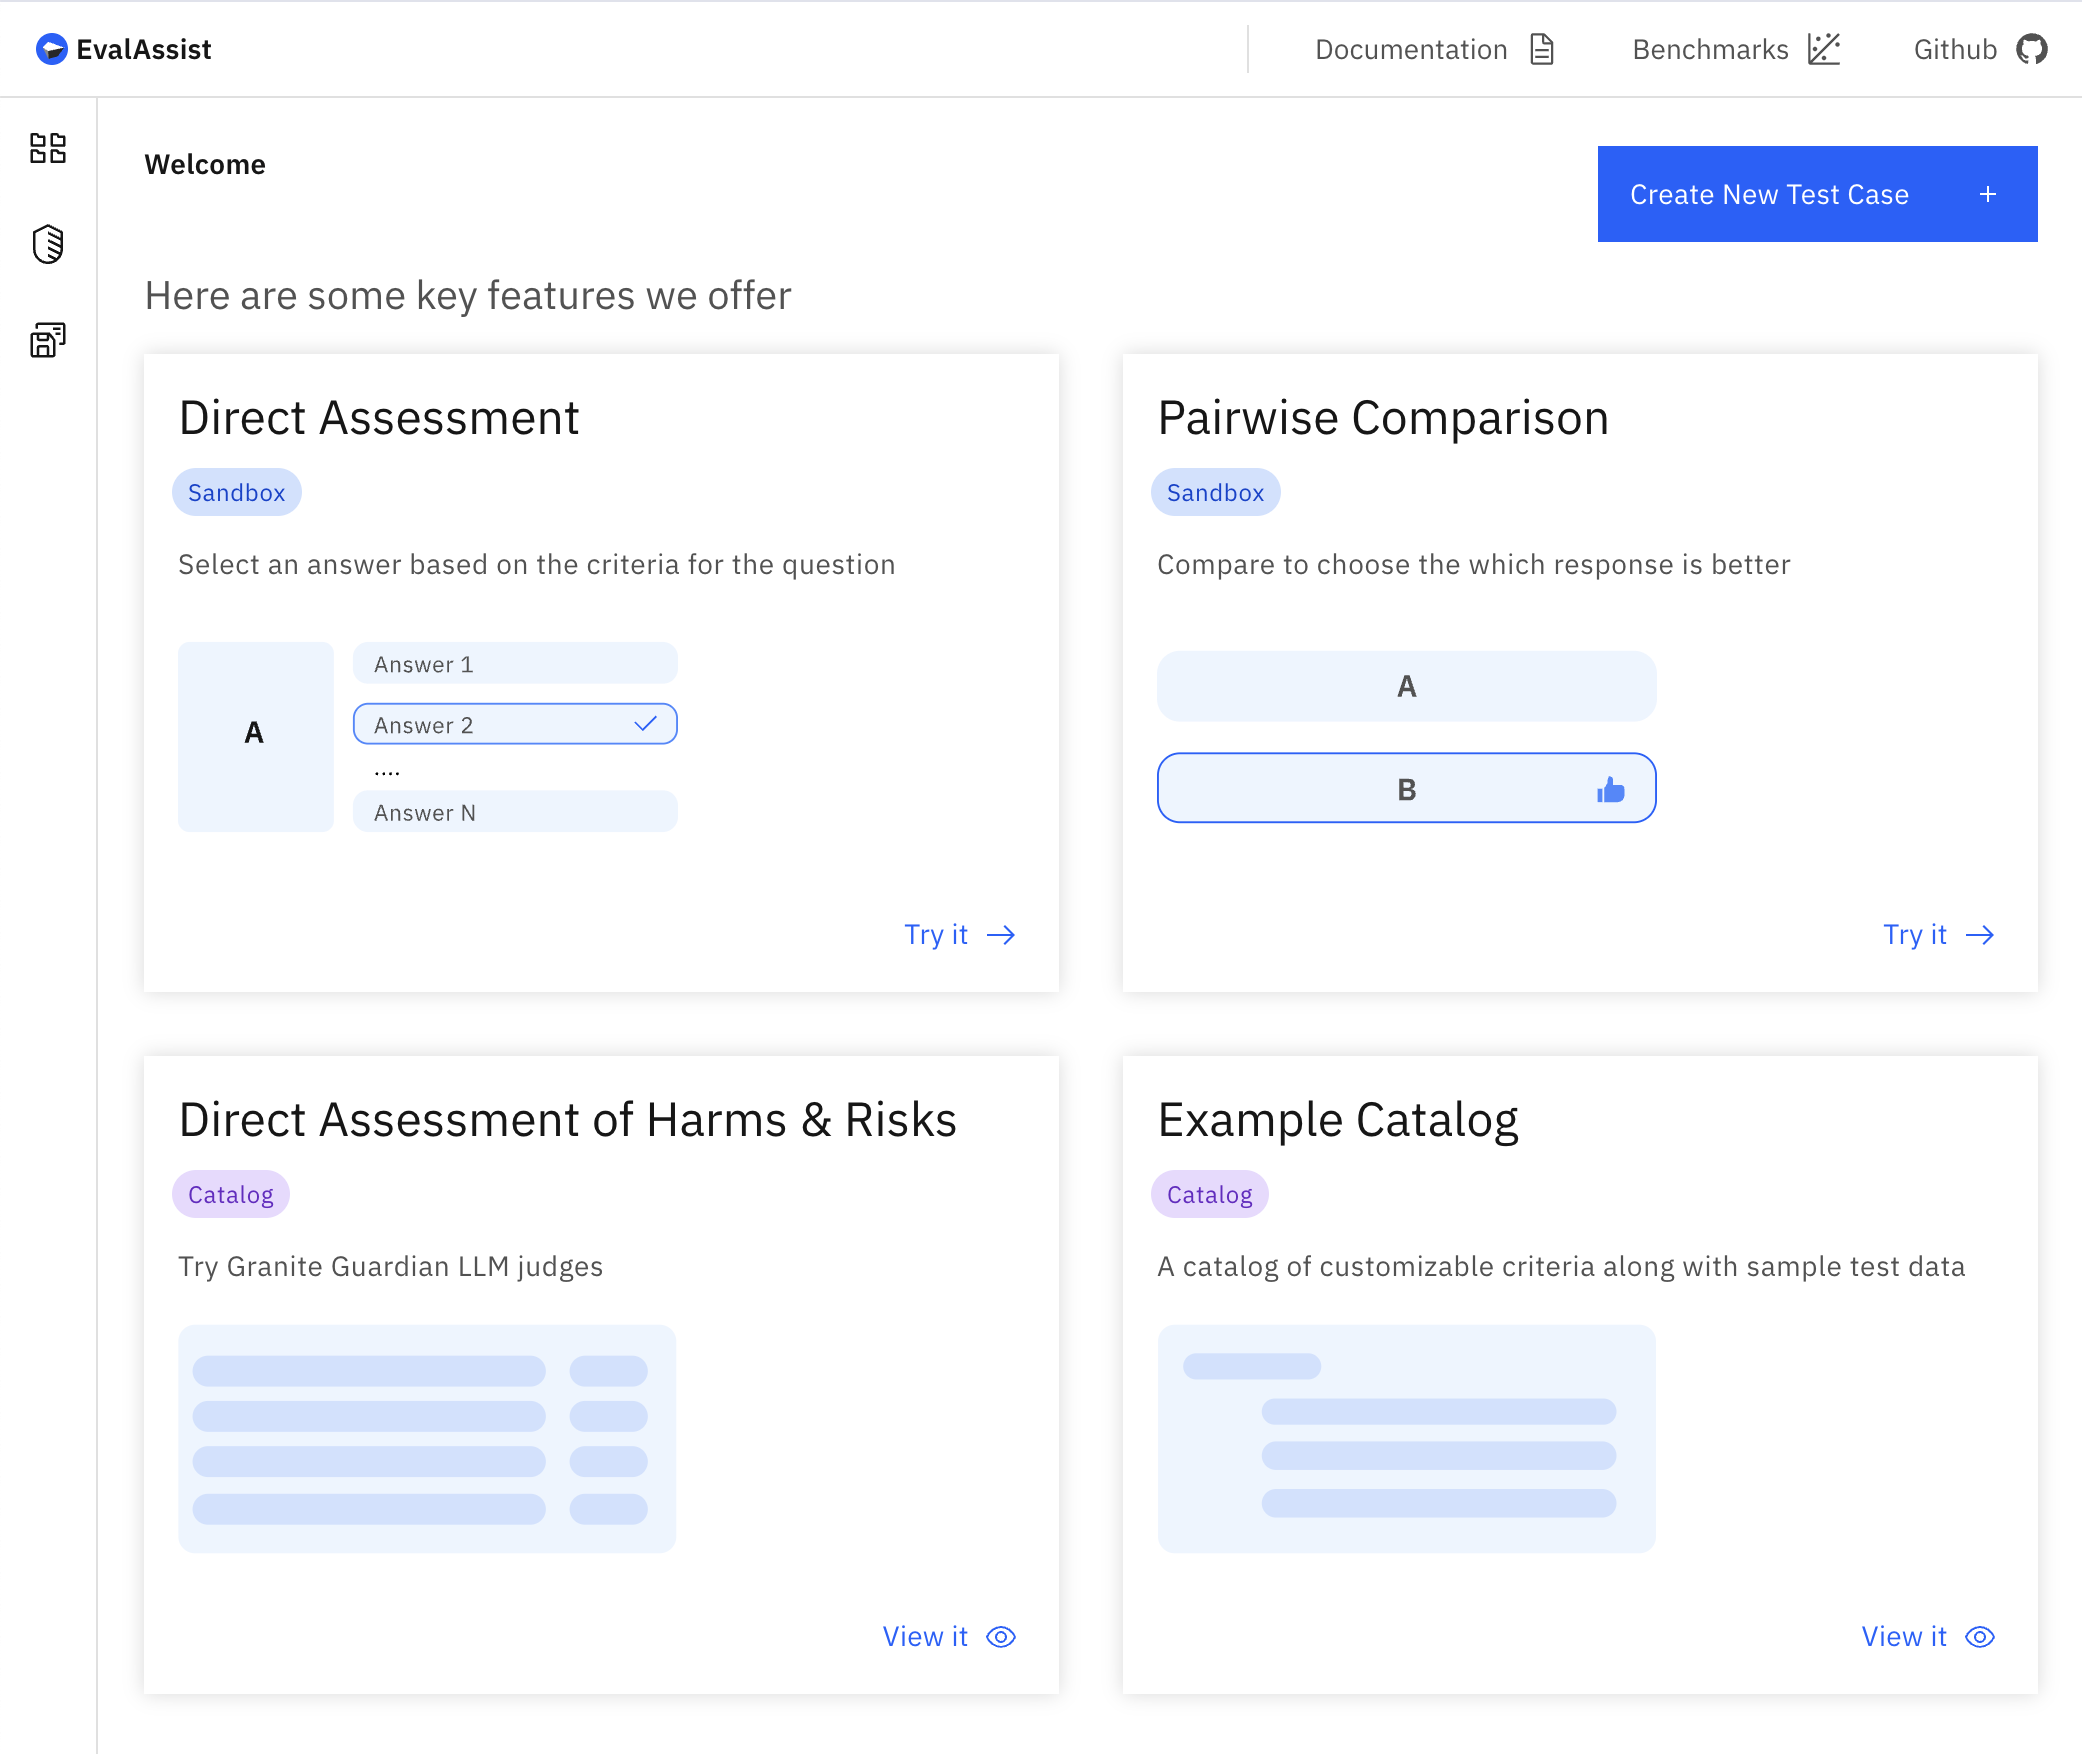 EvalAssist
Documentation
Benchmarks
Github
Welcome
Create New Test Case +
Here are some key features we offer
Direct Assessment
Sandbox
Select an answer based on the criteria for the question
A
Answer 1
Answer 2
....
Answer N
Try it
Pairwise Comparison
Sandbox
Compare to choose the which response is better
A
B
Try it
Direct Assessment of Harms & Risks
Catalog
Try Granite Guardian LLM judges
View it
Example Catalog
Catalog
A catalog of customizable criteria along with sample test data
View it